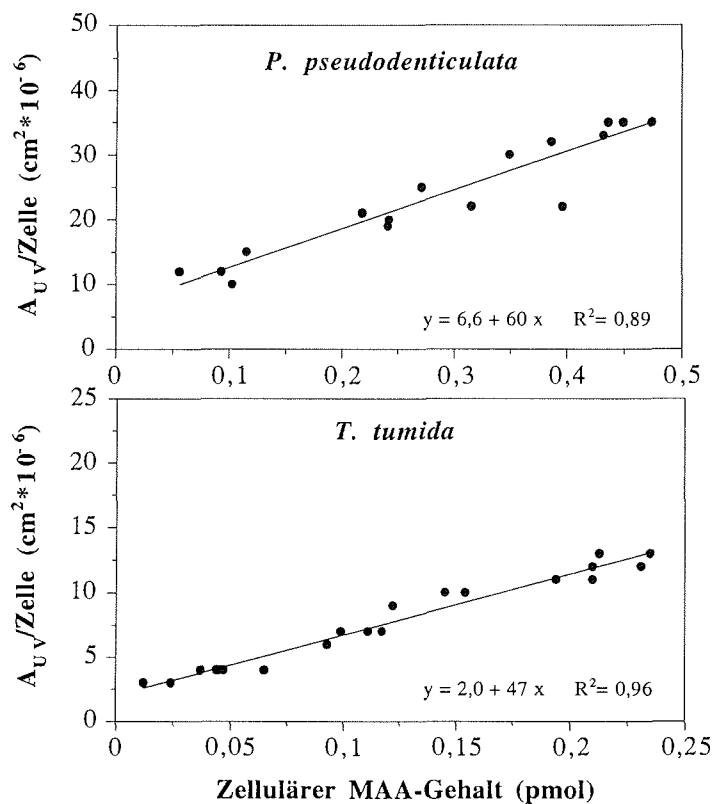 P. pseudodenticulata
A_UV/Zelle (cm²*10⁻⁶)
50
40
30
20
10
0
y = 6,6 + 60 x R²= 0,89
0 0,1 0,2 0,3 0,4 0,5
T. tumida
A_UV/Zelle (cm²*10⁻⁶)
25
20
15
10
5
0
y = 2,0 + 47 x R²= 0,96
0 0,05 0,1 0,15 0,2 0,25
Zellulärer MAA-Gehalt (pmol)